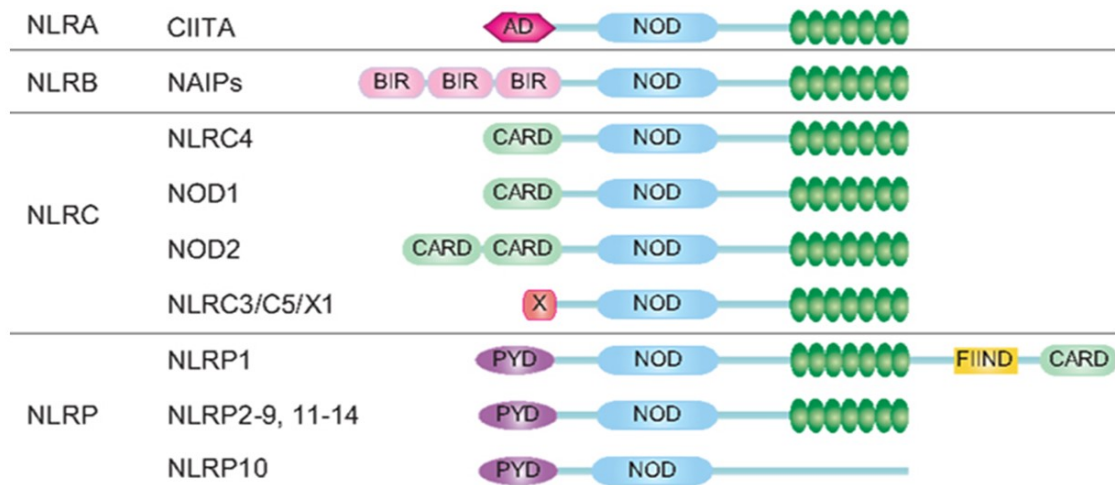 NLRA CIITA AD NOD
NLRB NAIPs BIR BIR BIR NOD
NLRC
NLRC4 CARD NOD
NOD1 CARD NOD
NOD2 CARD CARD NOD
NLRC3/C5/X1 X NOD
NLRP
NLRP1 PYD NOD FIIND CARD
NLRP2-9, 11-14 PYD NOD
NLRP10 PYD NOD